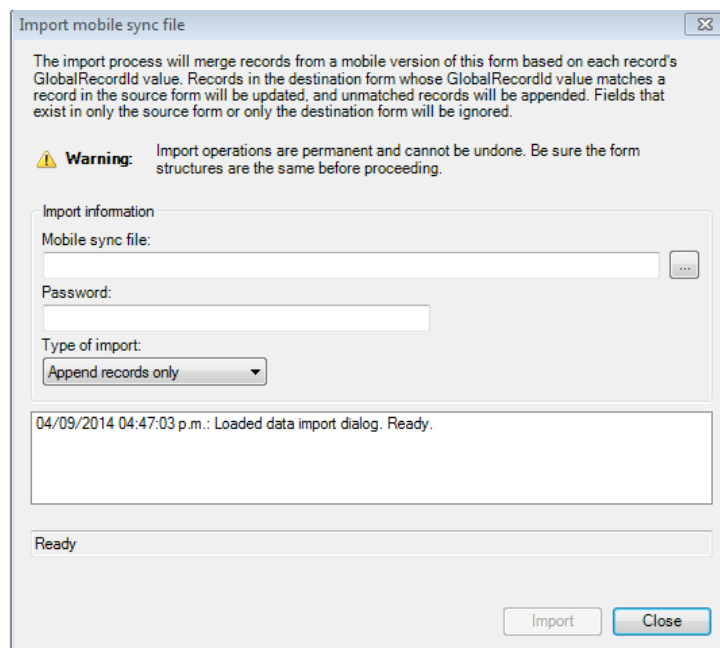 Import mobile sync file
The import process will merge records from a mobile version of this form based on each record's
GlobalRecordId value. Records in the destination form whose GlobalRecordId value matches a
record in the source form will be updated, and unmatched records will be appended. Fields that
exist in only the source form or only the destination form will be ignored.
Warning: Import operations are permanent and cannot be undone. Be sure the form
structures are the same before proceeding.
Import information
Mobile sync file:
...
Password:
Type of import:
Append records only
04/09/2014 04:47:03 p.m.: Loaded data import dialog. Ready.
Ready
Import Close